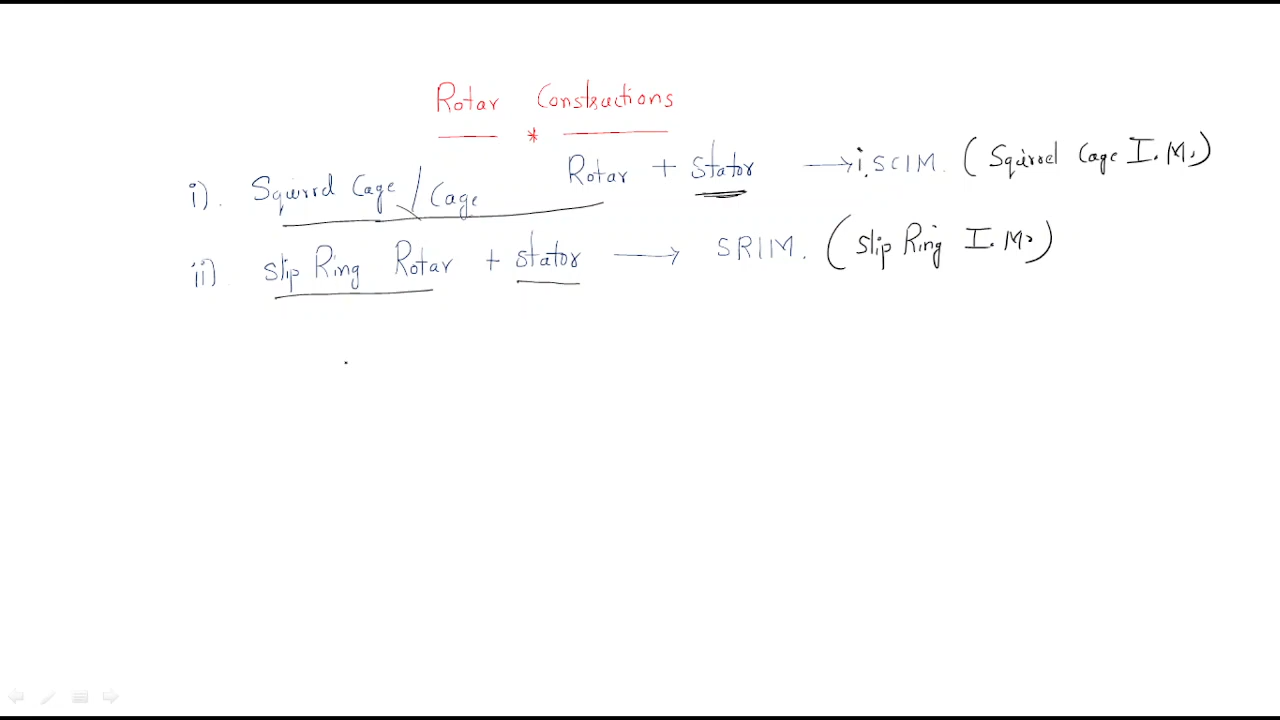 Rotar Constructions
*
i). Squirrel Cage / Cage Rotar + Stator → i.SCIM. (Squirrel Cage I.M.)
ii). Slip Ring Rotar + Stator → SRIM. (Slip Ring I.M.)